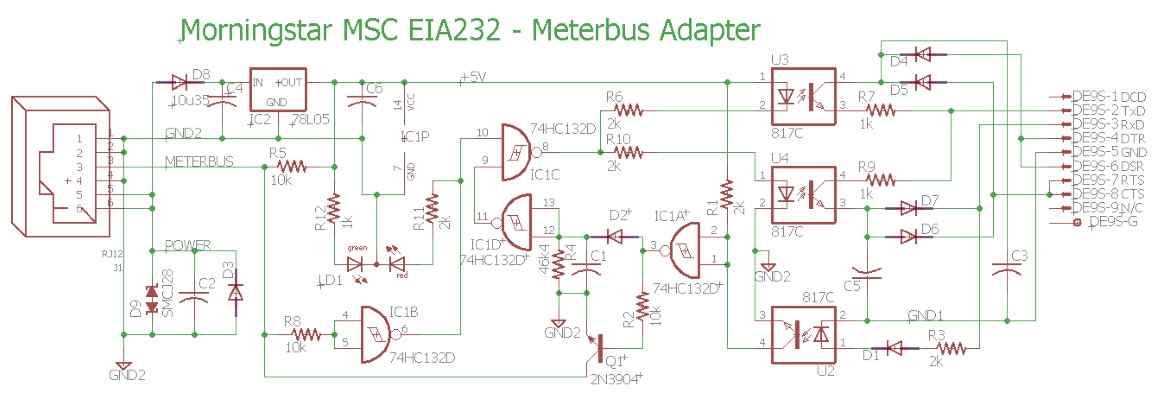 Morningstar MSC EIA232 - Meterbus Adapter
D8
10u35
C4
IN +OUT
GND
IC2 78L05
C6
14
VCC
IC1P
7
GND
+5V
U3
1
2
4
817C
D4
D5
R6
2k
R10
2k
R7
1k
DE9S-1 DCD
DE9S-2 TxD
DE9S-3 RxD
DE9S-4 DTR
DE9S-5 GND
DE9S-6 DSR
DE9S-7 RTS
DE9S-8 CTS
DE9S-9 N/C
DE9S-G
1
2
3
4
5
6
1
2
3
4
5
6
GND2
METERBUS
R5
10k
10
9
8
74HC132D
IC1C
U4
1
2
4
817C
R9
1k
D7
D6
R12
1k
R11
2k
11
13
12
IC1D
74HC132D
D2
IC1A
3
2
1
74HC132D
R1
2k
GND2
RJ12
J1
POWER
D9
SMCJ28
C2
D3
green
red
LD1
46k4
R4
C1
C5
C3
R8
10k
4
5
6
IC1B
74HC132D
GND2
R2
10k
Q1
2N3904
817C
3
4
2
1
U2
GND1
D1
R3
2k
GND2